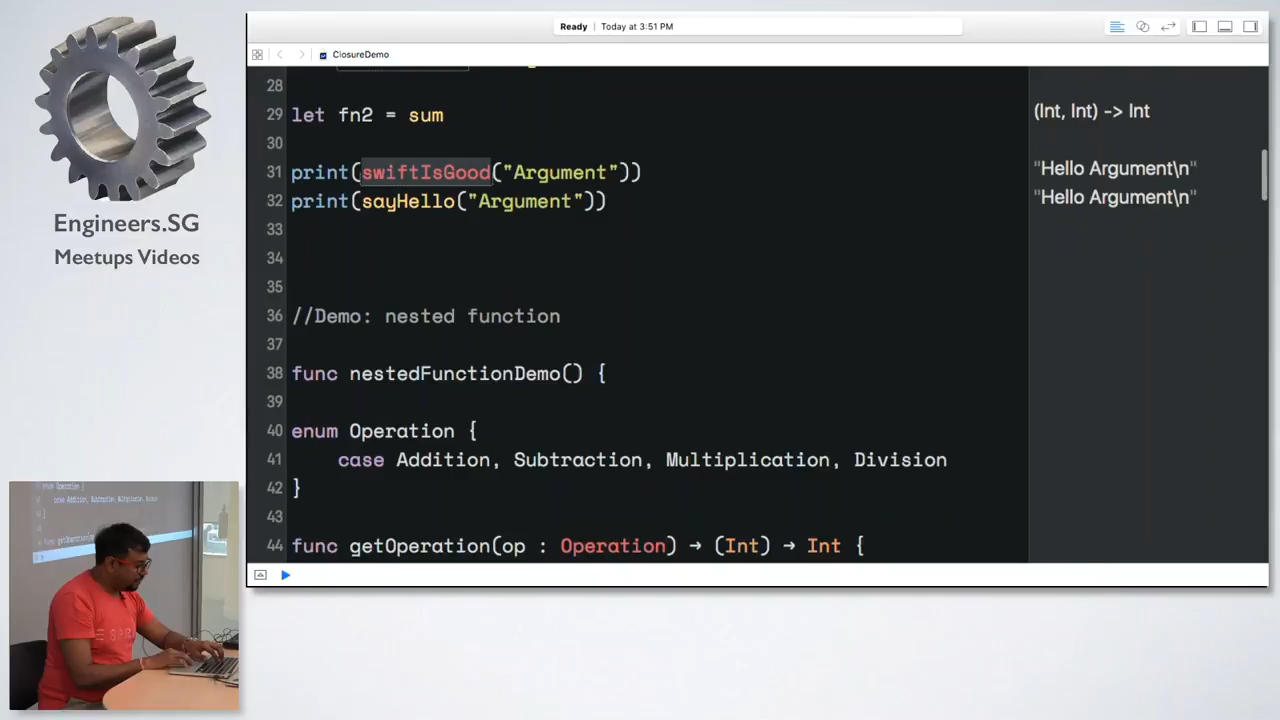 Engineers.SG
Meetups Videos
Ready | Today at 3:51 PM
ClosureDemo
28
29 let fn2 = sum
30
31 print(swiftIsGood("Argument"))
32 print(sayHello("Argument"))
33
34
35
36 //Demo: nested function
37
38 func nestedFunctionDemo() {
39
40 enum Operation {
41 case Addition, Subtraction, Multiplication, Division
42 }
43
44 func getOperation(op : Operation) → (Int) → Int {
(Int, Int) -> Int
"Hello Argument\n"
"Hello Argument\n"